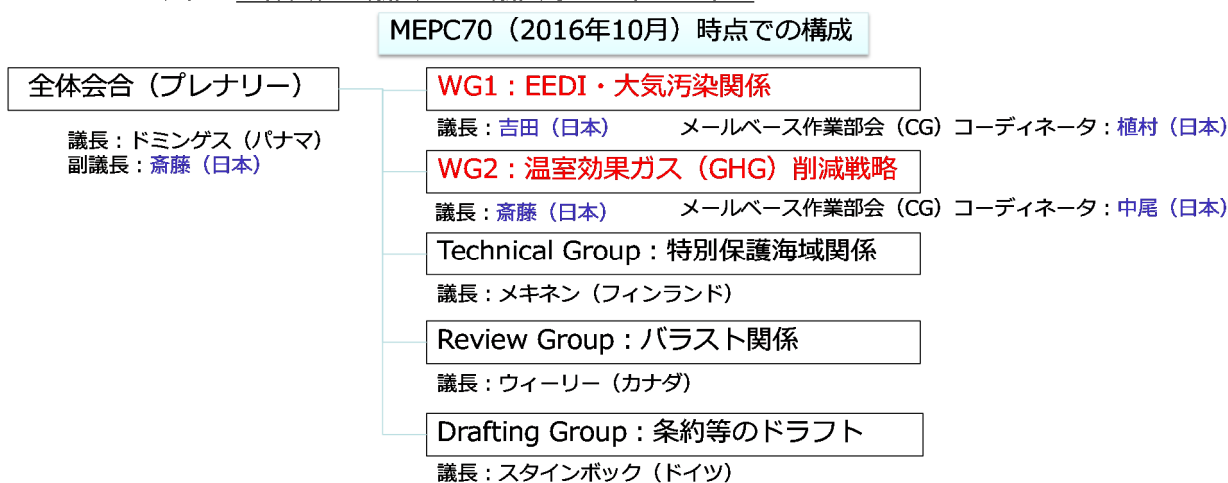 MEPC70(2016年10月)時点での構成
全体会合(プレナリー)
議長:ドミンゲス(パナマ)
副議長:斎藤(日本)
WG1:EEDI・大気汚染関係
議長:吉田(日本) メールベース作業部会(CG)コーディネータ:植村(日本)
WG2:温室効果ガス(GHG)削減戦略
議長:斎藤(日本) メールベース作業部会(CG)コーディネータ:中尾(日本)
Technical Group:特別保護海域関係
議長:メキネン(フィンランド)
Review Group:バラスト関係
議長:ウィーリー(カナダ)
Drafting Group:条約等のドラフト
議長:スタインボック(ドイツ)